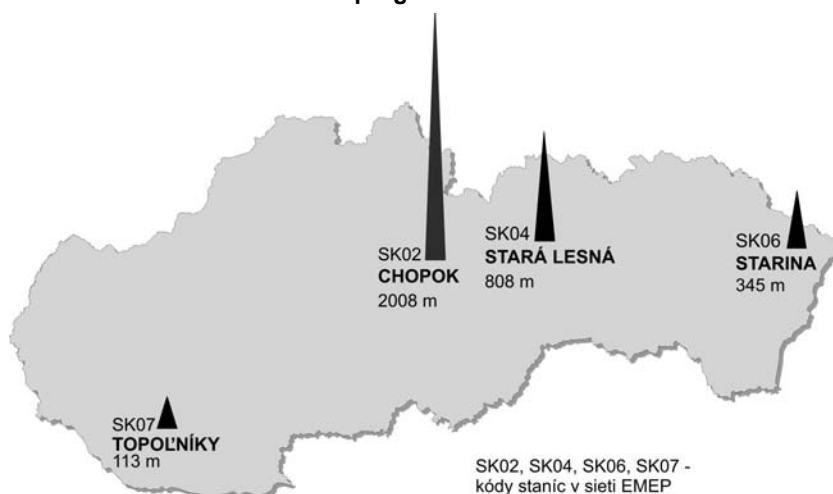 SK02
CHOPOK
2008 m
SK04
STARÁ LESNÁ
808 m
SK06
STARINA
345 m
SK07
TOPOĽNÍKY
113 m
SK02, SK04, SK06, SK07 -
kódy staníc v sieti EMEP